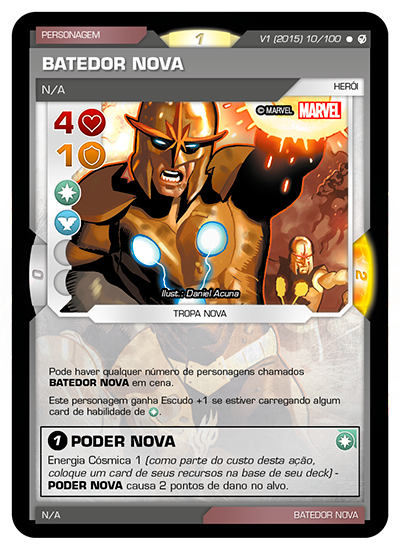 PERSONAGEM
1
V1 (2015) 10/100
BATEDOR NOVA
N/A
HERÓI
4
© MARVEL MARVEL
1
0
2
Ilust.: Daniel Acuna
TROPA NOVA
Pode haver qualquer número de personagens chamados
BATEDOR NOVA em cena.
Este personagem ganha Escudo +1 se estiver carregando algum
card de habilidade de .
1 PODER NOVA
Energia Cósmica 1 (como parte do custo desta ação,
coloque um card de seus recursos na base de seu deck) -
PODER NOVA causa 2 pontos de dano no alvo.
N/A
BATEDOR NOVA